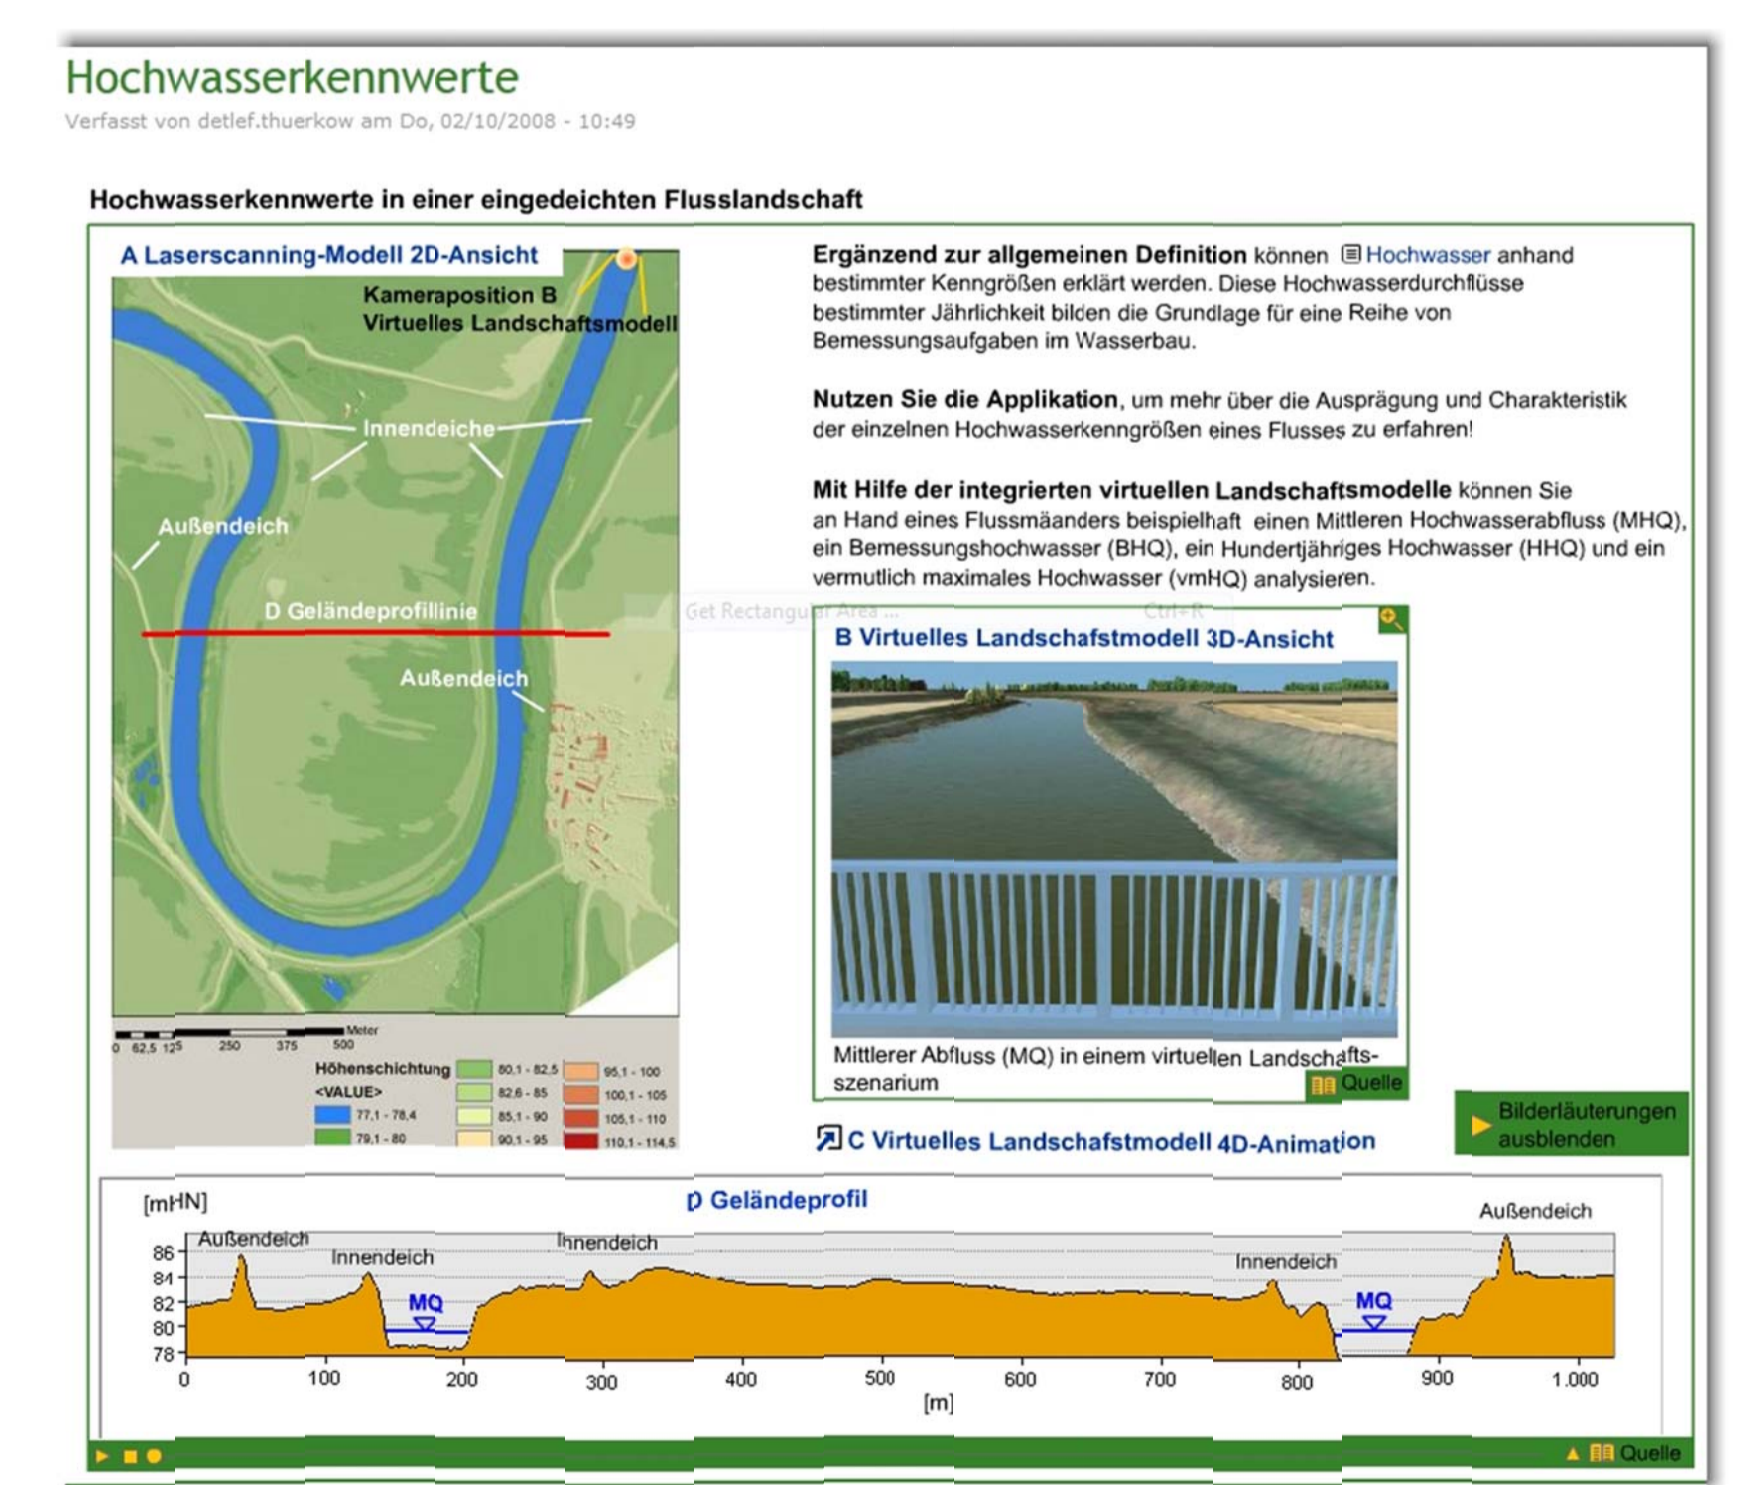 Hochwasserkennwerte
Verfasst von detlef.thuerkow am Do, 02/10/2008 - 10:49
Hochwasserkennwerte in einer eingedeichten Flusslandschaft
A Laserscanning-Modell 2D-Ansicht
Kameraposition B
Virtuelles Landschaftsmodell
Innendeiche
Außendeich
D Geländeprofillinie
Außendeich
Meter
0 62,5 125 250 375 500
Höhenschichtung
<VALUE>
77,1 - 78,4
79,1 - 80
80,1 - 82,5
82,6 - 85
85,1 - 90
90,1 - 95
95,1 - 100
100,1 - 105
105,1 - 110
110,1 - 114,5
Ergänzend zur allgemeinen Definition können Hochwasser anhand
bestimmter Kenngrößen erklärt werden. Diese Hochwasserdurchflüsse
bestimmter Jährlichkeit bilden die Grundlage für eine Reihe von
Bemessungsaufgaben im Wasserbau.
Nutzen Sie die Applikation, um mehr über die Ausprägung und Charakteristik
der einzelnen Hochwasserkenngrößen eines Flusses zu erfahren!
Mit Hilfe der integrierten virtuellen Landschaftsmodelle können Sie
an Hand eines Flussmäanders beispielhaft einen Mittleren Hochwasserabfluss (MHQ),
ein Bemessungshochwasser (BHQ), ein Hundertjähriges Hochwasser (HHQ) und ein
vermutlich maximales Hochwasser (vmHQ) analysieren.
Get Rectangular Area ... Ctrl+R
B Virtuelles Landschafstmodell 3D-Ansicht
Mittlerer Abfluss (MQ) in einem virtuellen Landschafts-
szenarium
Quelle
C Virtuelles Landschafstmodell 4D-Animation
Bilderläuterungen
ausblenden
[mHN]
D Geländeprofil
Außendeich
Außendeich
Innendeich
Innendeich
Innendeich
86
84
82
80
78
MQ
MQ
0 100 200 300 400 500 600 700 800 900 1.000
[m]
Quelle